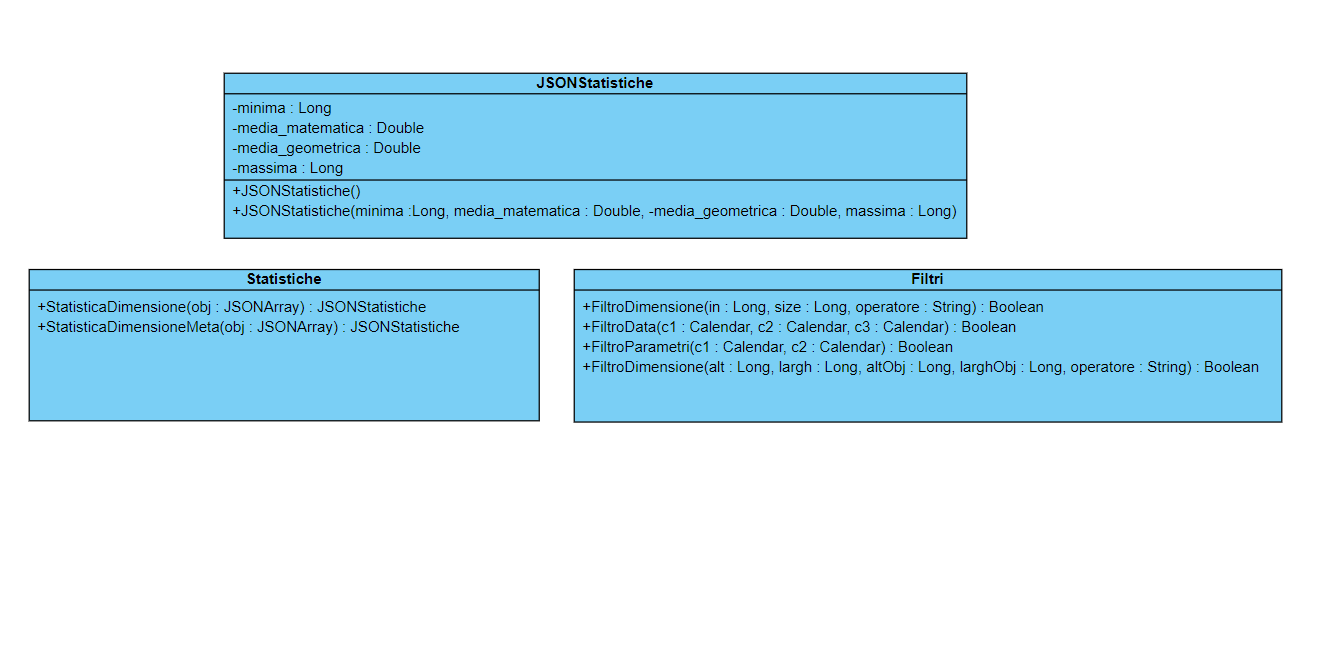 JSONStatistiche
-minima : Long
-media_matematica : Double
-media_geometrica : Double
-massima : Long
+JSONStatistiche()
+JSONStatistiche(minima :Long, media_matematica : Double, -media_geometrica : Double, massima : Long)
Statistiche
+StatisticaDimensione(obj : JSONArray) : JSONStatistiche
+StatisticaDimensioneMeta(obj : JSONArray) : JSONStatistiche
Filtri
+FiltroDimensione(in : Long, size : Long, operatore : String) : Boolean
+FiltroData(c1 : Calendar, c2 : Calendar, c3 : Calendar) : Boolean
+FiltroParametri(c1 : Calendar, c2 : Calendar) : Boolean
+FiltroDimensione(alt : Long, largh : Long, altObj : Long, larghObj : Long, operatore : String) : Boolean